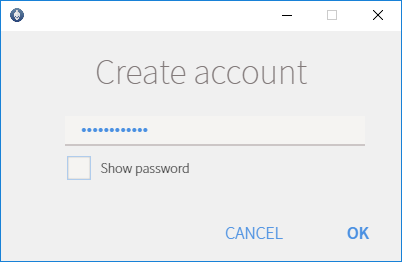 Create account
••••••••••••
Show password
CANCEL OK